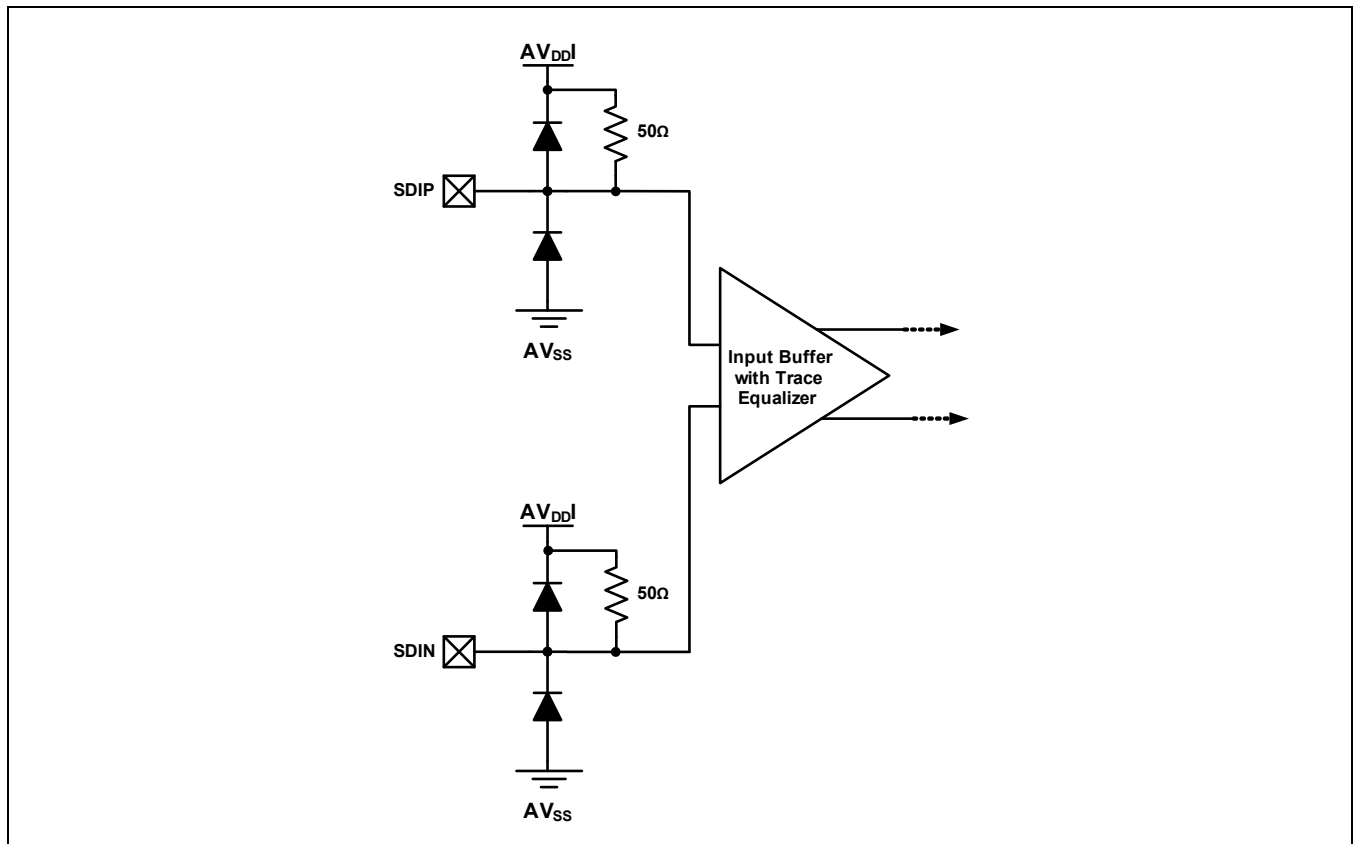 AVDDI
50Ω
SDIP
AVSS
Input Buffer
with Trace
Equalizer
AVDDI
50Ω
SDIN
AVSS